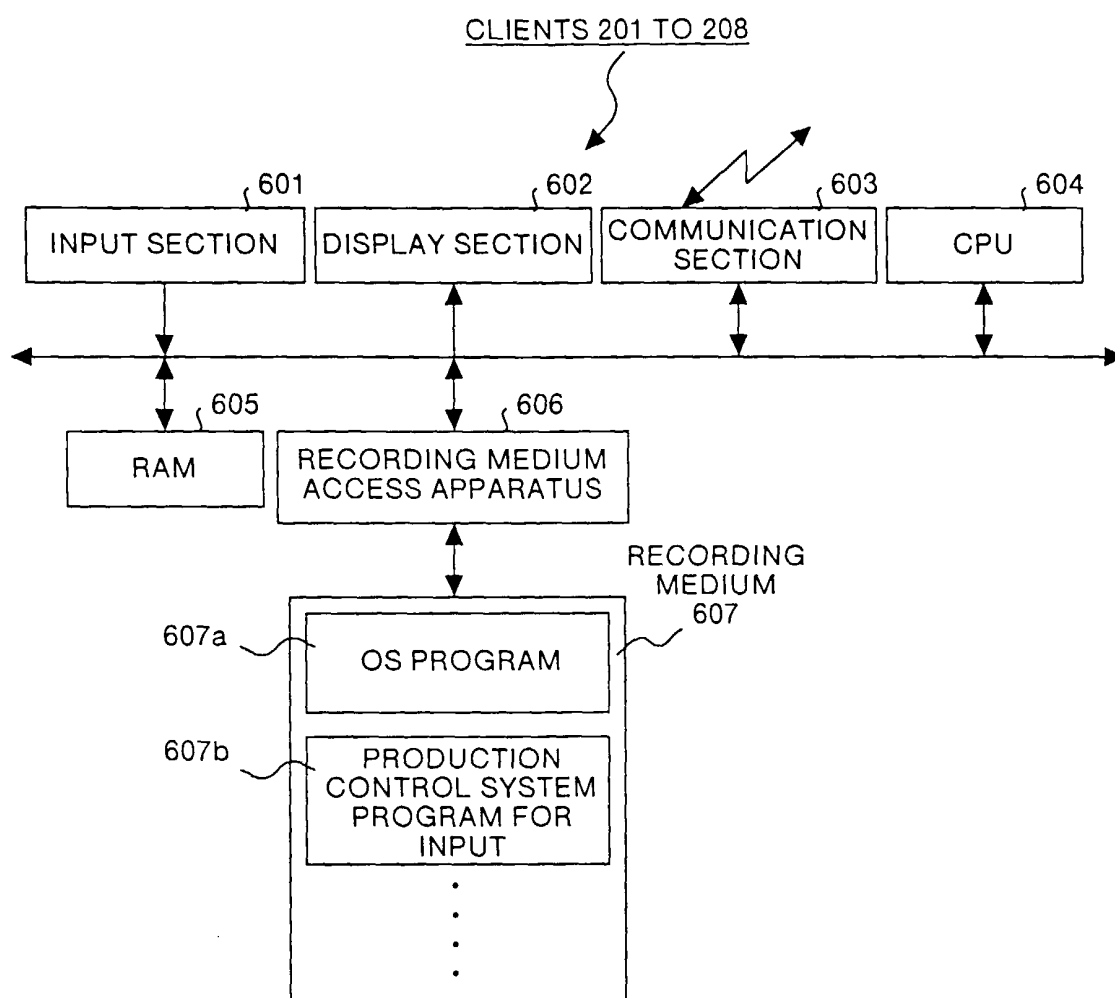 CLIENTS 201 TO 208
601
602
603
604
INPUT SECTION
DISPLAY SECTION
COMMUNICATION
SECTION
CPU
605
606
RAM
RECORDING MEDIUM
ACCESS APPARATUS
RECORDING
MEDIUM
607
607a
OS PROGRAM
607b
PRODUCTION
CONTROL SYSTEM
PROGRAM FOR
INPUT